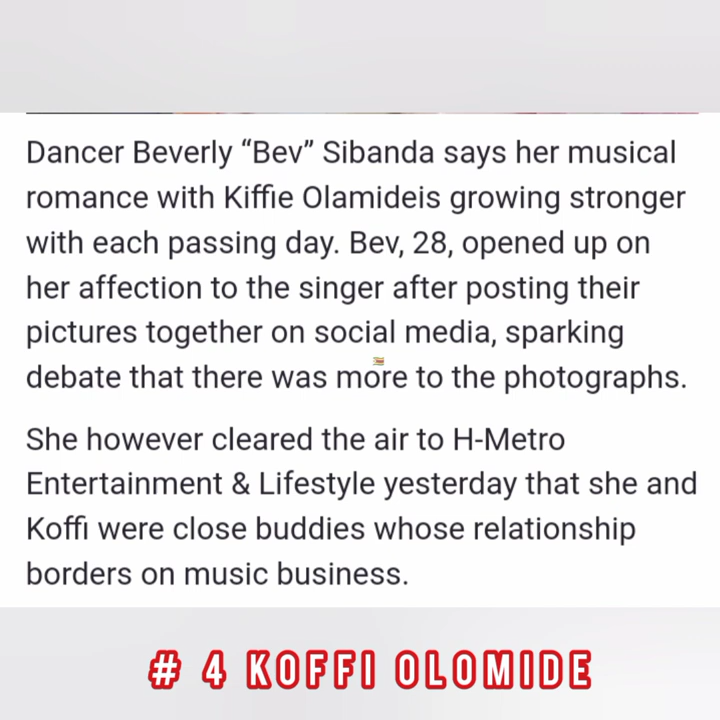 Dancer Beverly “Bev” Sibanda says her musical
romance with Kiffie Olamideis growing stronger
with each passing day. Bev, 28, opened up on
her affection to the singer after posting their
pictures together on social media, sparking
debate that there was more to the photographs.
She however cleared the air to H-Metro
Entertainment & Lifestyle yesterday that she and
Koffi were close buddies whose relationship
borders on music business.
# 4 KOFFI OLOMIDE